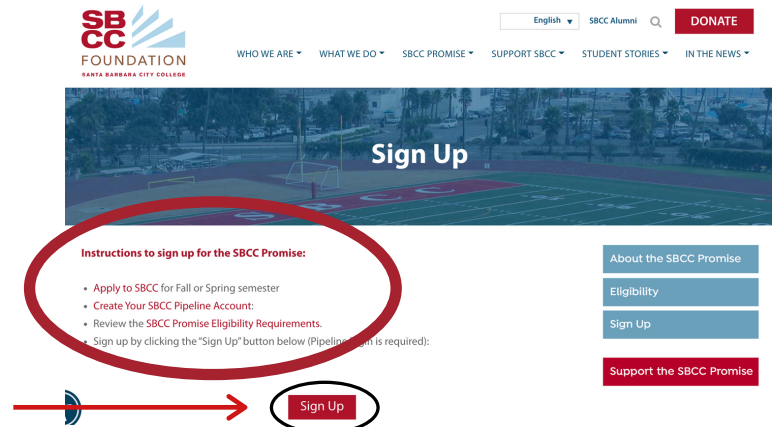 SB
CC
FOUNDATION
SANTA BARBARA CITY COLLEGE
English
SBCC Alumni
DONATE
WHO WE ARE
WHAT WE DO
SBCC PROMISE
SUPPORT SBCC
STUDENT STORIES
IN THE NEWS
Sign Up
S B C C
Instructions to sign up for the SBCC Promise:
• Apply to SBCC for Fall or Spring semester
• Create Your SBCC Pipeline Account:
• Review the SBCC Promise Eligibility Requirements.
• Sign up by clicking the "Sign Up" button below (Pipeline is required):
Sign Up
About the SBCC Promise
Eligibility
Sign Up
Support the SBCC Promise